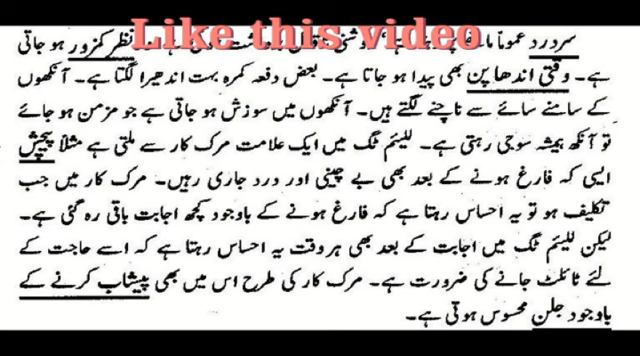 Like this video
سردرد عموماً ما ہے نظر کمزور ہو جاتی
ہے۔ وقتی اندھا پن بھی پیدا ہو جاتا ہے۔ بعض دفعہ کمرہ بہت اندھیرا لگتا ہے۔ آنکھوں
کے سامنے سائے سے ناچنے لگتے ہیں۔ آنکھوں میں سوزش ہو جاتی ہے جو مزمن ہو جائے
تو آنکھ ہمیشہ سوجی رہتی ہے۔ للیئم ٹگ میں ایک علامت مرک کار سے ملتی ہے مثلاً پیچش
ایسی کہ فارغ ہونے کے بعد بھی بے چینی اور درد جاری رہیں۔ مرک کار میں جب
تکلیف ہو تو یہ احساس رہتا ہے کہ فارغ ہونے کے باوجود کچھ اجابت باقی رہ گئی ہے۔
لیکن للیئم ٹگ میں اجابت کے بعد بھی ہر وقت یہ احساس رہتا ہے کہ اسے حاجت کے
لئے ٹائلٹ جانے کی ضرورت ہے۔ مرک کار کی طرح اس میں بھی پیشاب کرنے کے
باوجود جلن محسوس ہوتی ہے۔